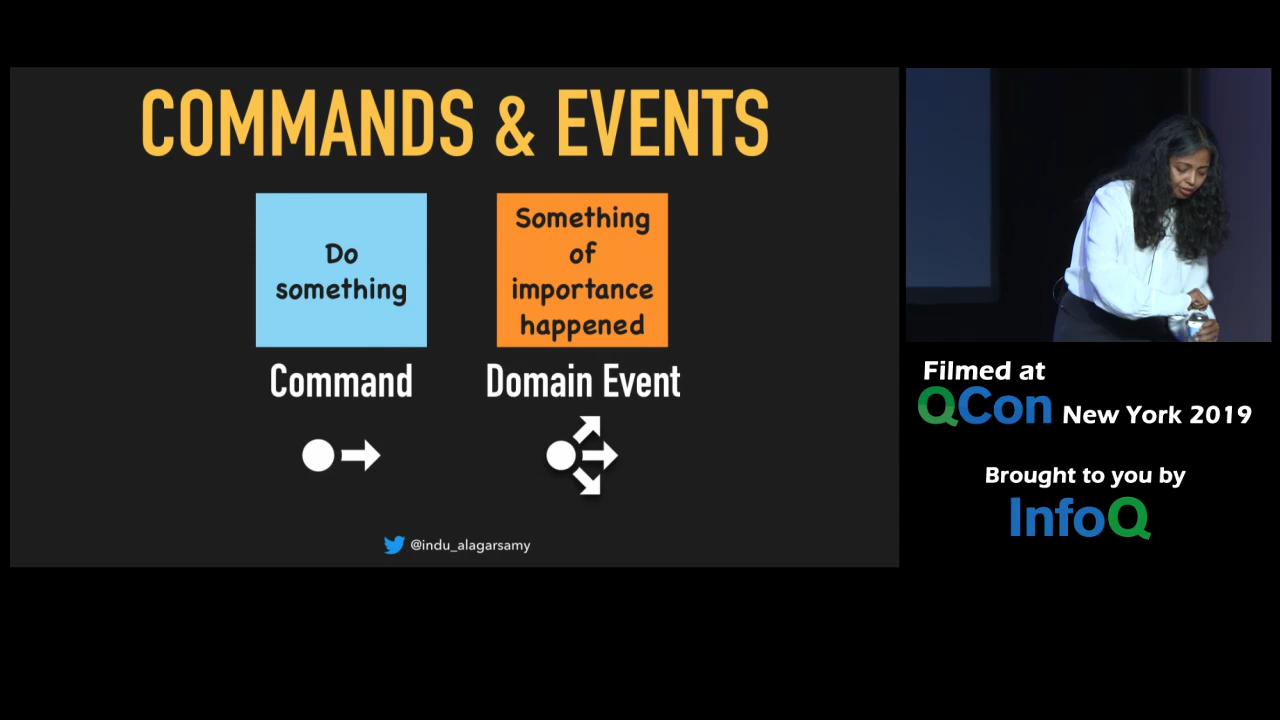 COMMANDS & EVENTS
Do
something
Something
of
importance
happened
Command
Domain Event
@indu_alagarsamy
Filmed at
QCon New York 2019
Brought to you by
InfoQ